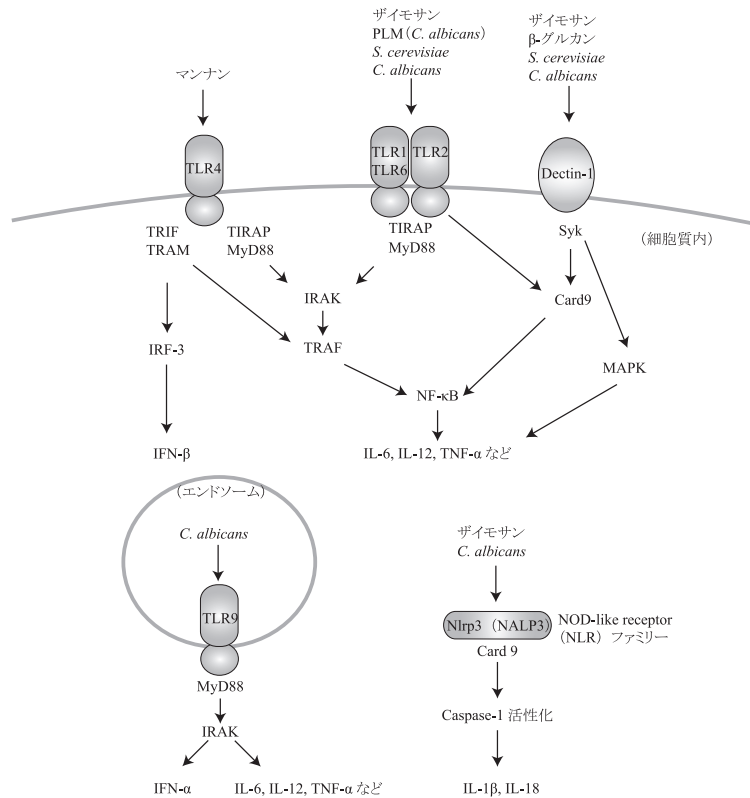 ザイモサン
PLM(C. albicans)
S. cerevisiae
C. albicans
ザイモサン
β-グルカン
S. cerevisiae
C. albicans
マンナン
TLR4
TLR1
TLR6
TLR2
Dectin-1
TRIF
TRAM
TIRAP
MyD88
TIRAP
MyD88
Syk
(細胞質内)
IRAK
Card9
IRF-3
TRAF
MAPK
NF-κB
IFN-β
IL-6, IL-12, TNF-α など
(エンドソーム)
C. albicans
TLR9
MyD88
IRAK
IFN-α
IL-6, IL-12, TNF-α など
ザイモサン
C. albicans
Nlrp3 (NALP3)
NOD-like receptor
(NLR) ファミリー
Card 9
Caspase-1 活性化
IL-1β, IL-18